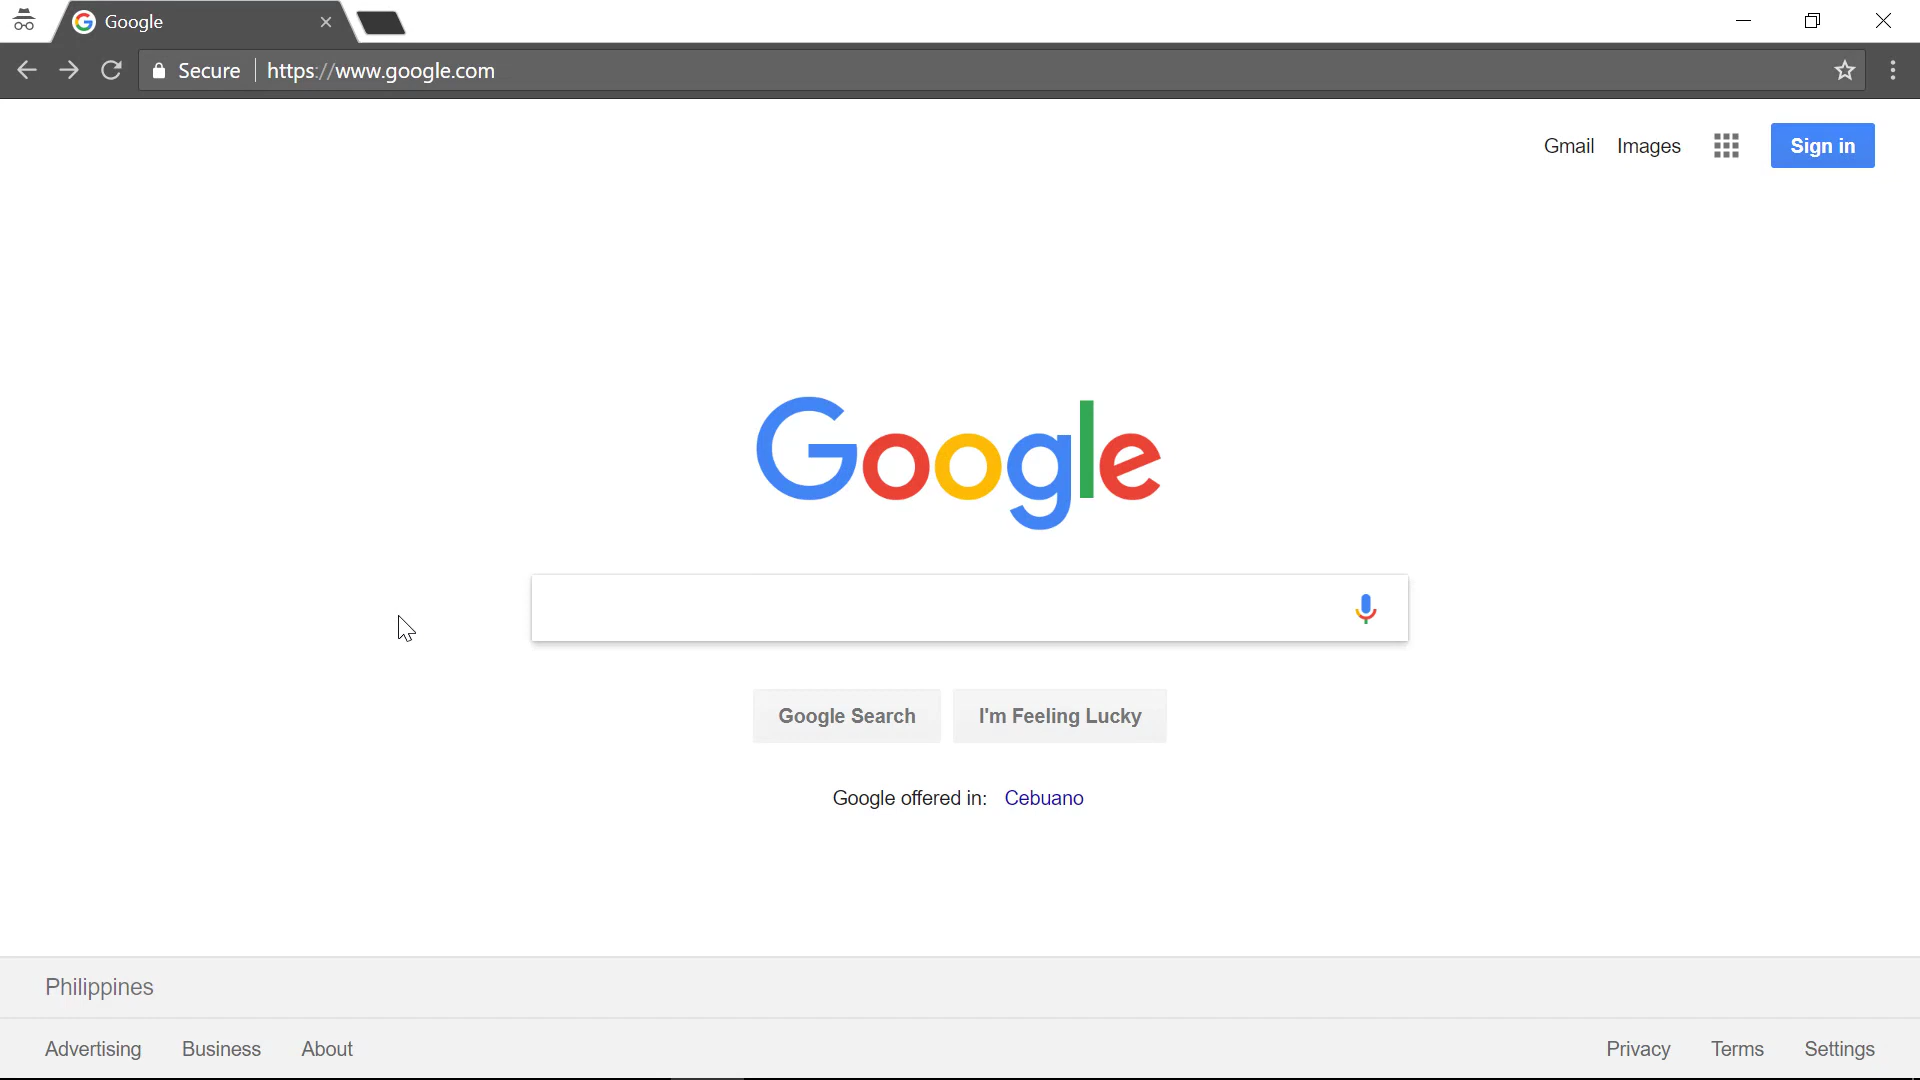 Google
Secure https://www.google.com
Gmail Images Sign in
Google
Google Search I'm Feeling Lucky
Google offered in: Cebuano
Philippines
Advertising Business About Privacy Terms Settings